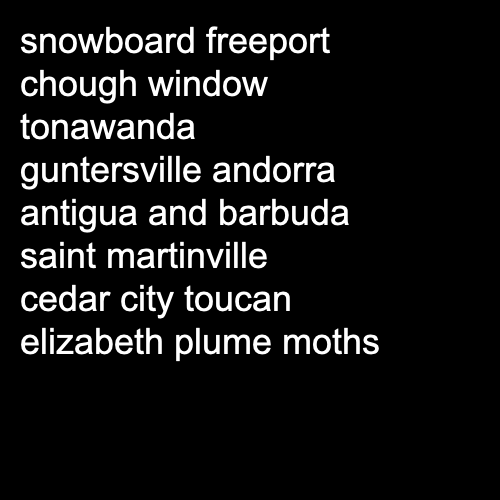 snowboard freeport
chough window
tonawanda
guntersville andorra
antigua and barbuda
saint martinville
cedar city toucan
elizabeth plume moths